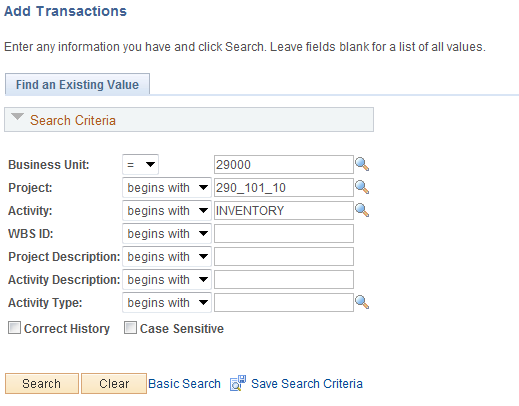 Add Transactions
Enter any information you have and click Search. Leave fields blank for a list of all values.
Find an Existing Value
Search Criteria
Business Unit: = 29000
Project: begins with 290_101_10
Activity: begins with INVENTORY
WBS ID: begins with
Project Description: begins with
Activity Description: begins with
Activity Type: begins with
Correct History Case Sensitive
Search Clear Basic Search Save Search Criteria